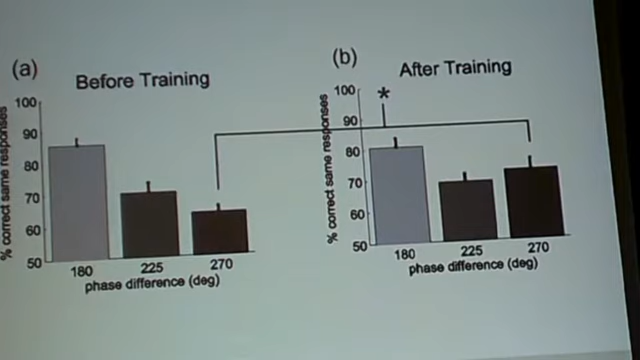 (a)
Before Training
% correct same responses
100
90
80
70
60
50
180
225
270
phase difference (deg)
(b)
After Training
*
% correct same responses
100
90
80
70
60
50
180
225
270
phase difference (deg)